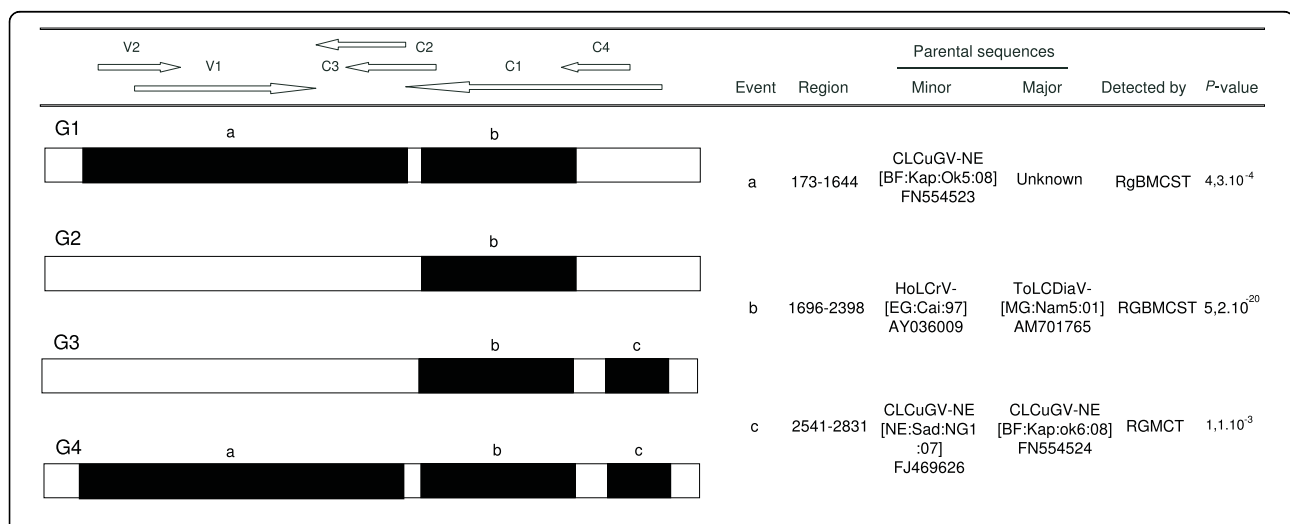 V2 V1 C3 C2 C1 C4
Parental sequences
Event Region Minor Major Detected by P-value
G1 a b
CLCuGV-NE
[BF:Kap:Ok5:08]
FN554523
a 173-1644 Unknown RgBMCST 4,3.10-4
G2 b
HoLCrV-
[EG:Cai:97]
AY036009
ToLCDiaV-
[MG:Nam5:01]
AM701765
b 1696-2398 RGBMCST 5,2.10-20
G3 b c
CLCuGV-NE
[NE:Sad:NG1
:07]
FJ469626
CLCuGV-NE
[BF:Kap:ok6:08]
FN554524
c 2541-2831 RGMCT 1,1.10-3
G4 a b c